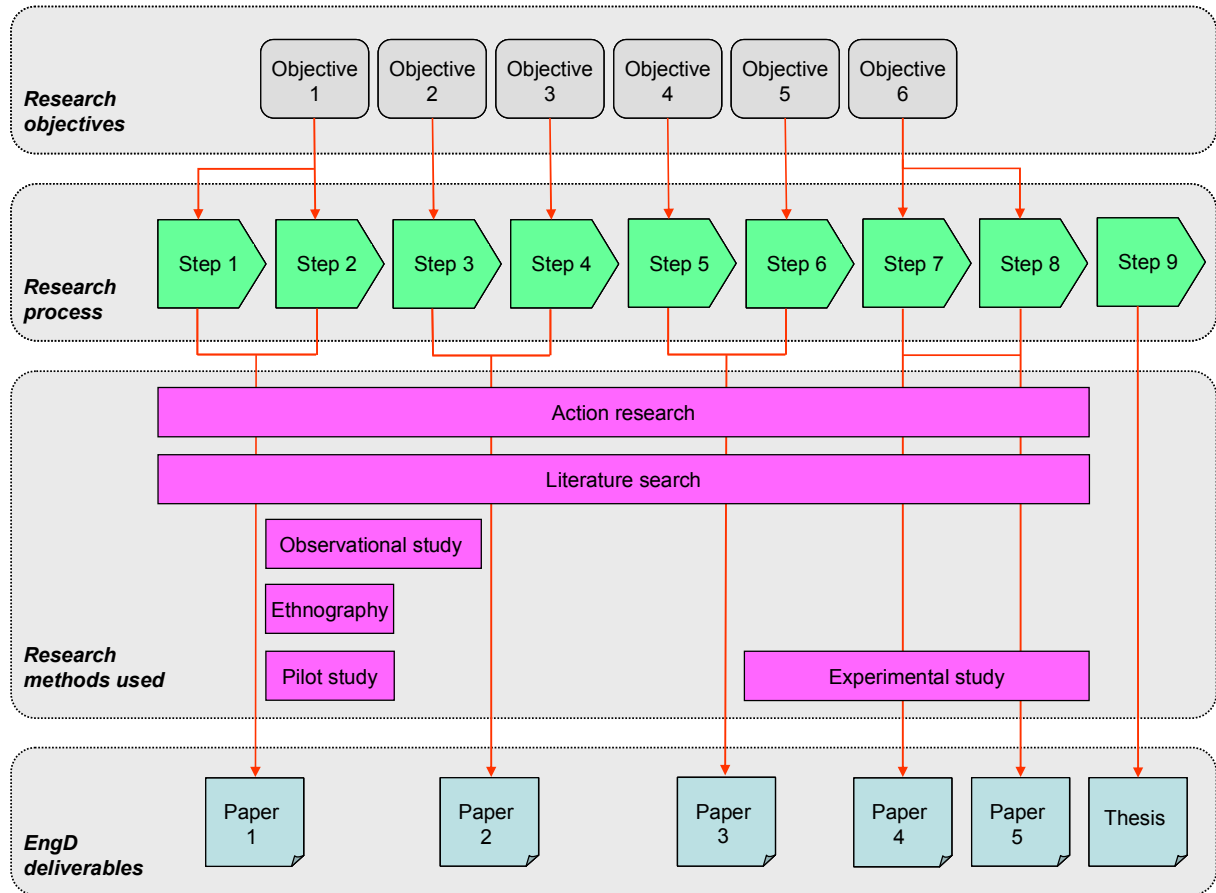 Objective
1
Objective
2
Objective
3
Objective
4
Objective
5
Objective
6
Research
objectives
Step 1
Step 2
Step 3
Step 4
Step 5
Step 6
Step 7
Step 8
Step 9
Research
process
Action research
Literature search
Observational study
Ethnography
Pilot study
Experimental study
Research
methods used
Paper
1
Paper
2
Paper
3
Paper
4
Paper
5
Thesis
EngD
deliverables